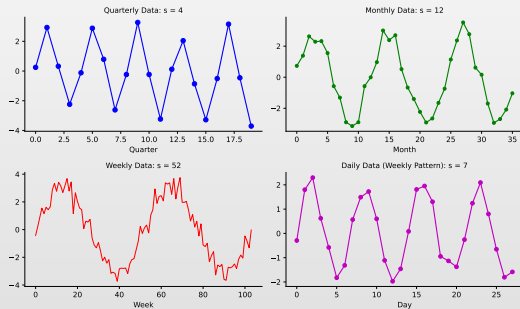 Quarterly Data: s = 4
2
0
−2
−4
0.0 2.5 5.0 7.5 10.0 12.5 15.0 17.5
Quarter
Monthly Data: s = 12
2
0
−2
0 5 10 15 20 25 30 35
Month
Weekly Data: s = 52
4
2
0
−2
−4
0 20 40 60 80 100
Week
Daily Data (Weekly Pattern): s = 7
2
1
0
−1
−2
0 5 10 15 20 25
Day